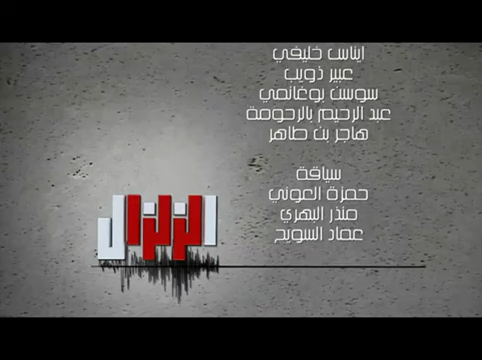 ايناس خليفي
عبير ذويب
سوسن بوغانمي
عبد الرحيم بالرحومة
هاجر بن طاهر
سياقة
حمزة العوني
منذر البهري
عماد السويح
الزلزال